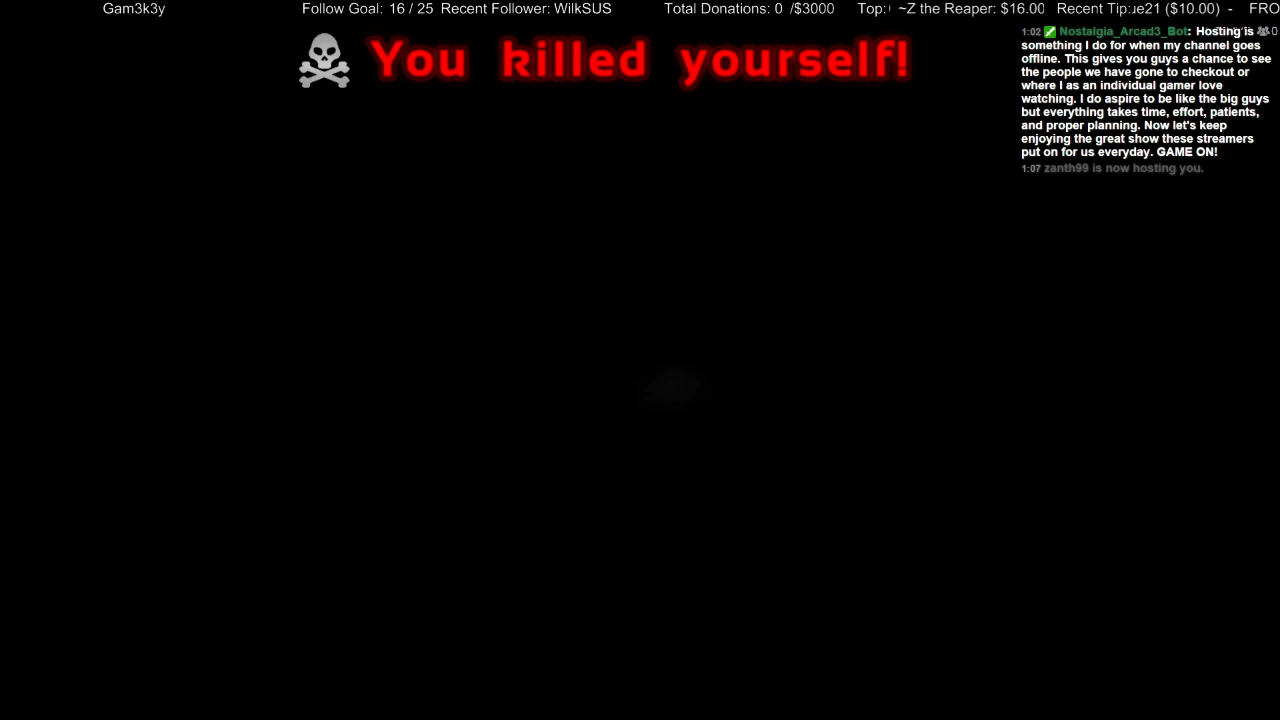 Gam3k3y Follow Goal: 16 / 25 Recent Follower: WilkSUS Total Donations: 0 /$3000 Top: ~Z the Reaper: $16.00 Recent Tip: e21 ($10.00) - FRO
You killed yourself!
1:02 Nostalgia_Arcad3_Bot: Hosting is
something I do for when my channel goes
offline. This gives you guys a chance to see
the people we have gone to checkout or
where I as an individual gamer love
watching. I do aspire to be like the big guys
but everything takes time, effort, patients,
and proper planning. Now let's keep
enjoying the great show these streamers
put on for us everyday. GAME ON!
1:07 zanth99 is now hosting you.